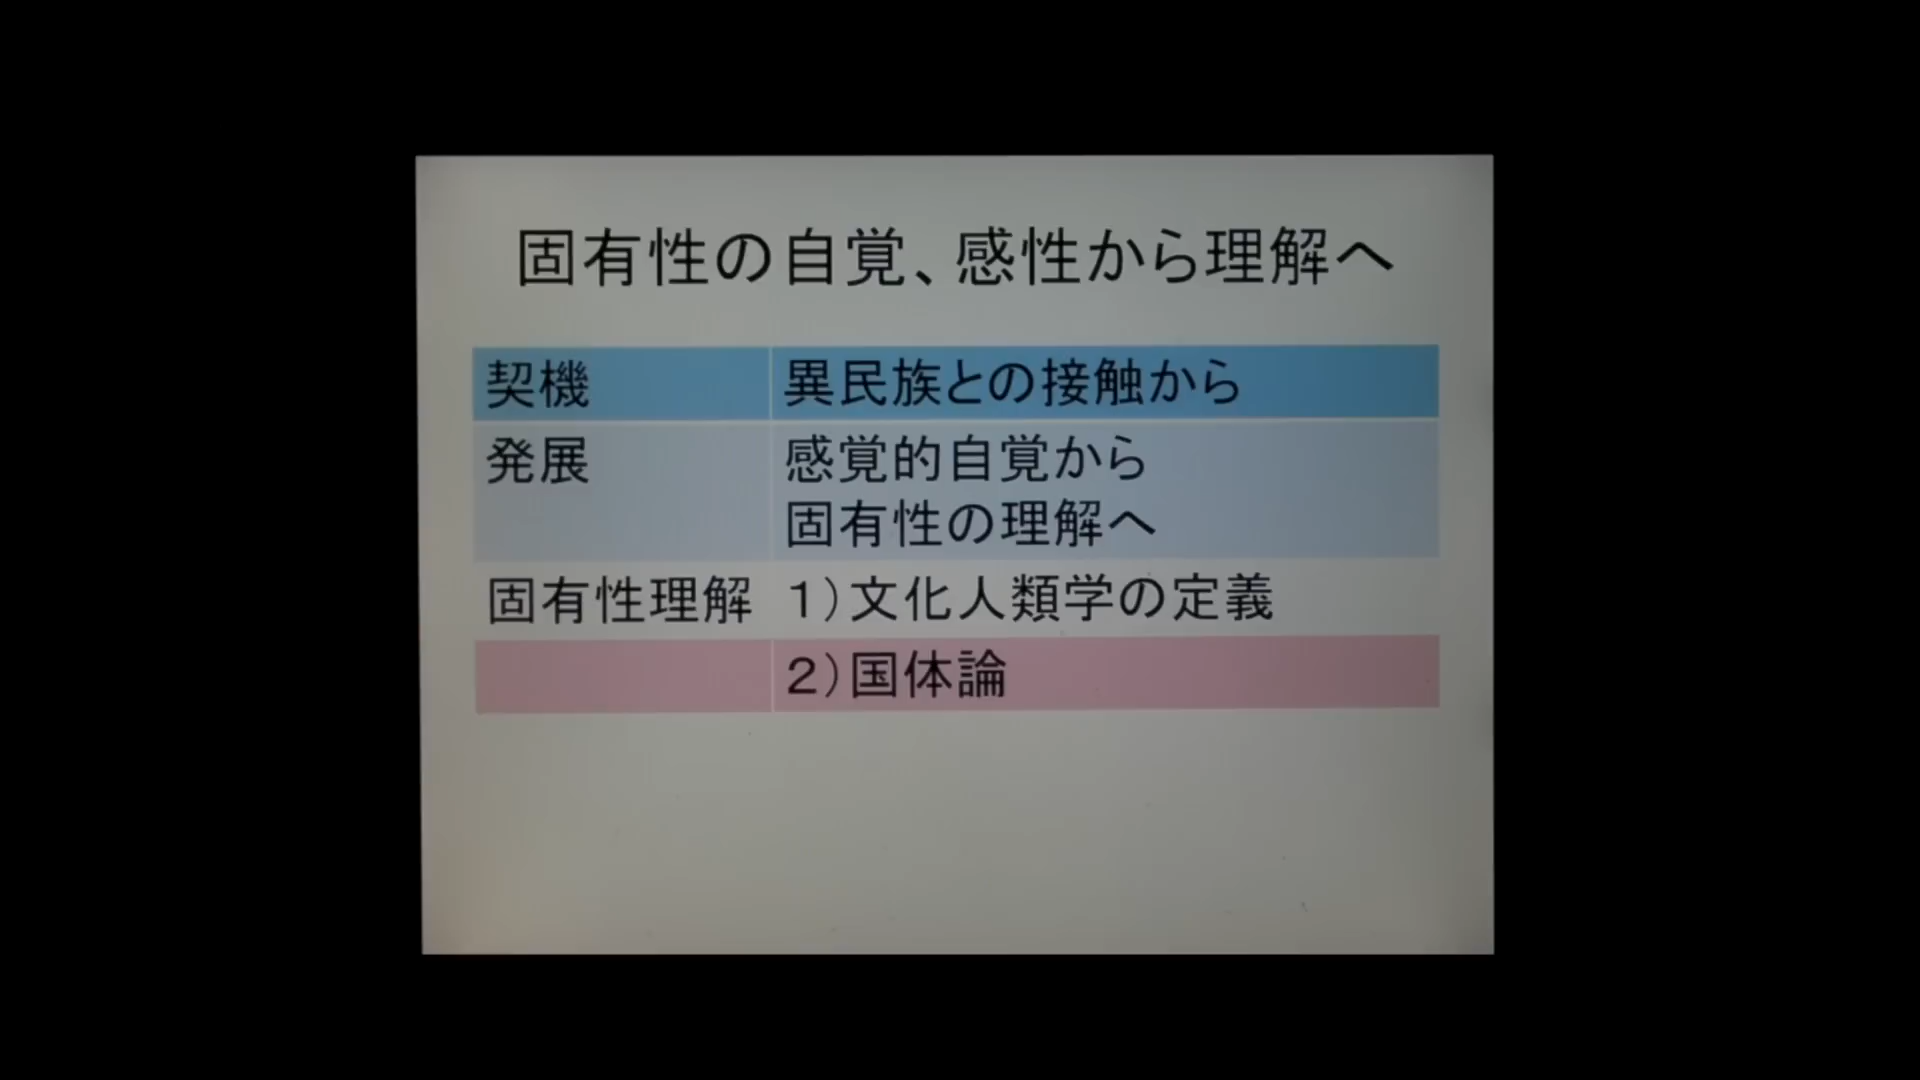 固有性の自覚、感性から理解へ
契機 異民族との接触から
発展 感覚的自覚から
固有性の理解へ
固有性理解 1）文化人類学の定義
2）国体論